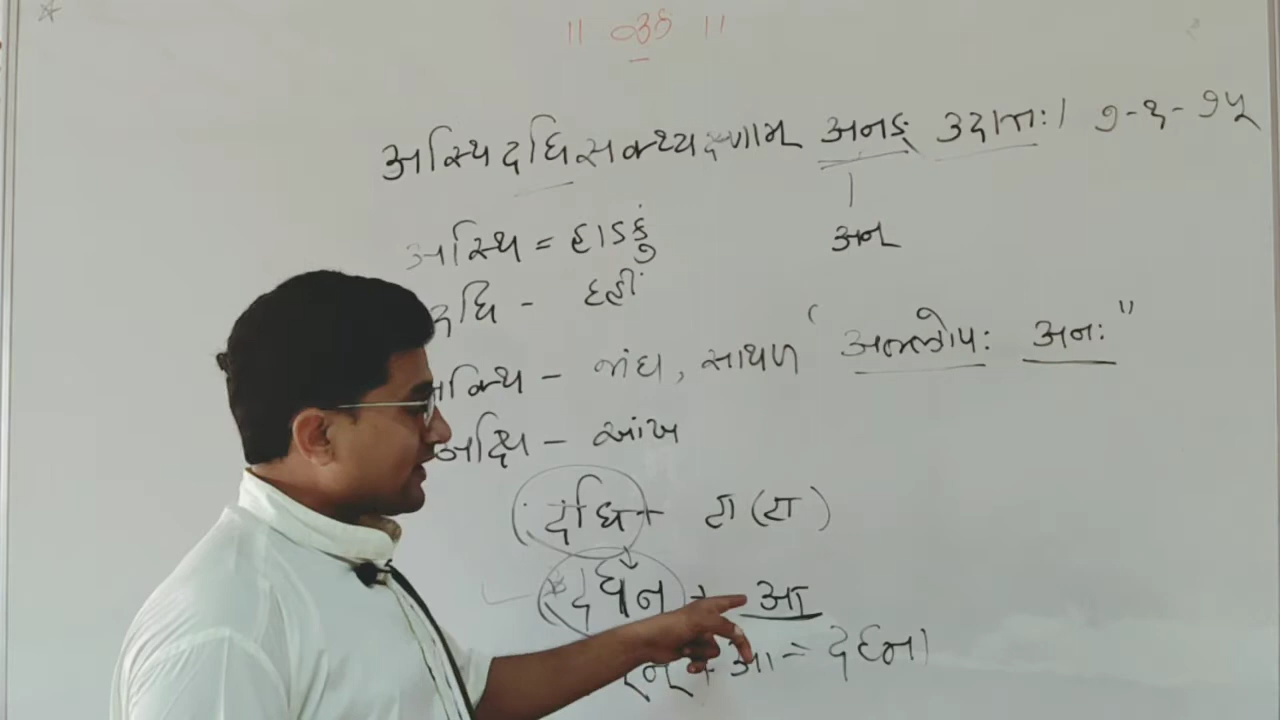 ॥ ॐ ॥
अस्थिदधिसक्थ्यक्ष्णाम् अनङ् उदात्तः। ७-१-७५
अस्थि = હાડકું
अन्
दधि - દહીં
सक्थि - જાંઘ, સાથળ
"अल्लोपः अनः"
अक्षि - આંખ
दधि + टा (टा)
दधन् + आ